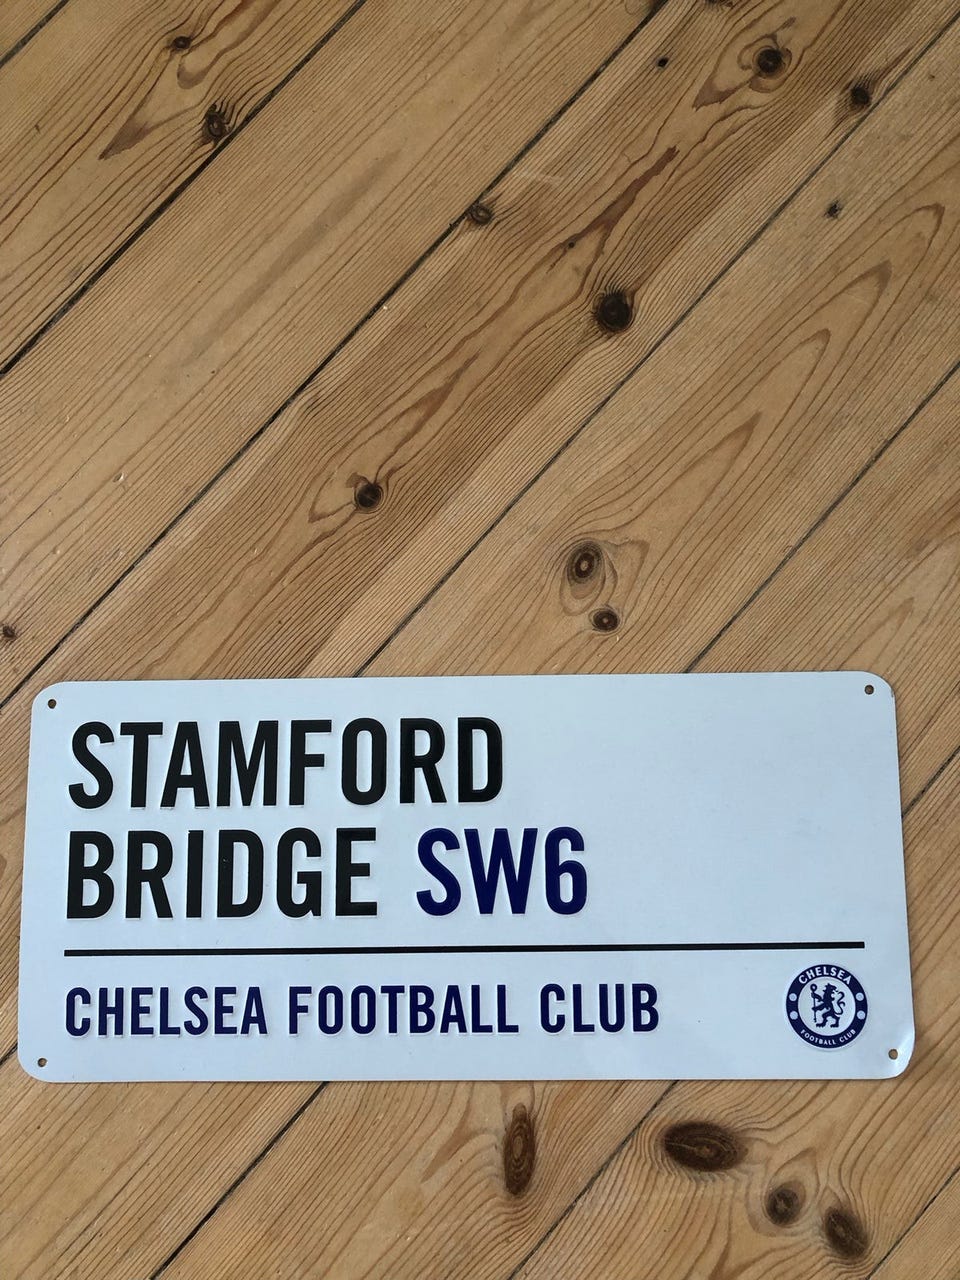 STAMFORD
BRIDGE SW6
CHELSEA FOOTBALL CLUB
CHELSEA
FOOTBALL CLUB